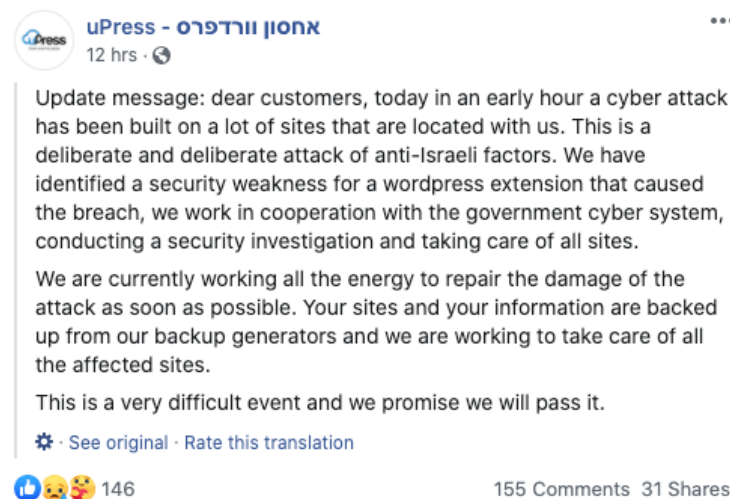 uPress
uPress - אחסון וורדפרס
12 hrs
Update message: dear customers, today in an early hour a cyber attack
has been built on a lot of sites that are located with us. This is a
deliberate and deliberate attack of anti-Israeli factors. We have
identified a security weakness for a wordpress extension that caused
the breach, we work in cooperation with the government cyber system,
conducting a security investigation and taking care of all sites.
We are currently working all the energy to repair the damage of the
attack as soon as possible. Your sites and your information are backed
up from our backup generators and we are working to take care of all
the affected sites.
This is a very difficult event and we promise we will pass it.
· See original · Rate this translation
146
155 Comments 31 Shares